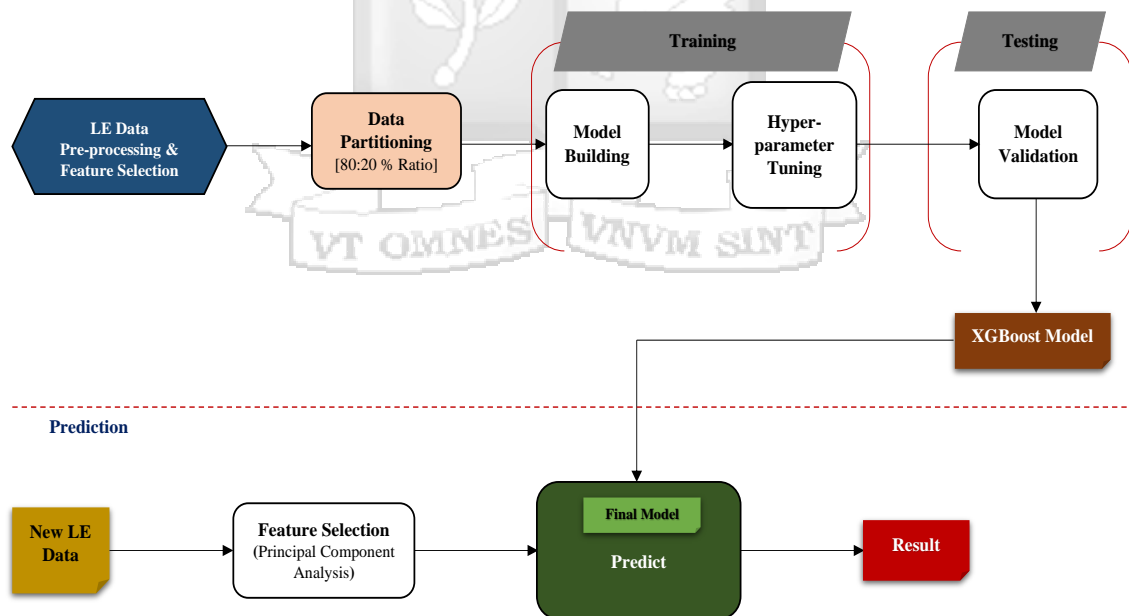 Training
Testing
LE Data
Pre-processing &
Feature Selection
Data
Partitioning
[80:20 % Ratio]
Model
Building
Hyper-
parameter
Tuning
Model
Validation
VT OMNES
VNVM SINT
XGBoost Model
Prediction
New LE
Data
Feature Selection
(Principal Component
Analysis)
Final Model
Predict
Result